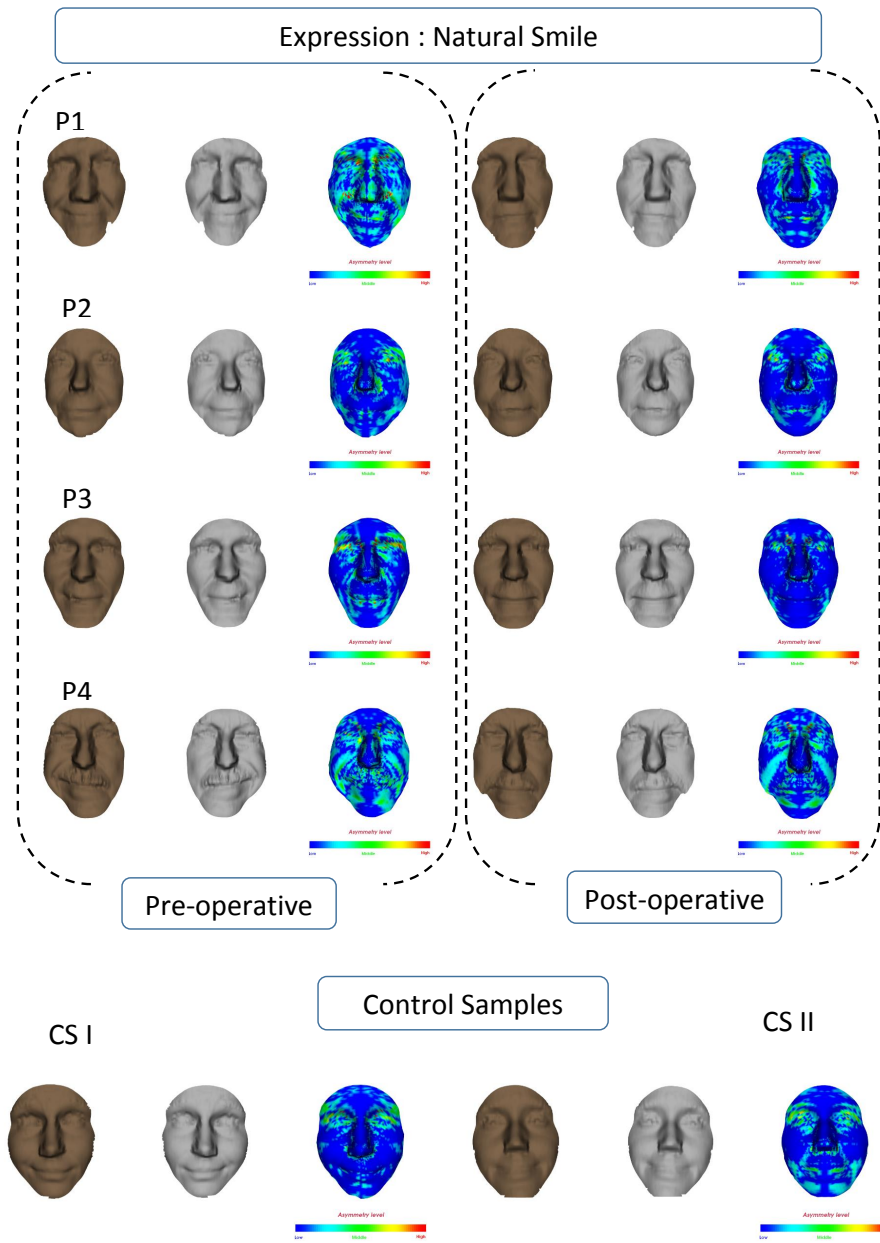 Expression : Natural Smile
P1
Asymmetry level
Low Middle High
Asymmetry level
Low Middle High
P2
Asymmetry level
Low Middle High
Asymmetry level
Low Middle High
P3
Asymmetry level
Low Middle High
Asymmetry level
Low Middle High
P4
Asymmetry level
Low Middle High
Asymmetry level
Low Middle High
Pre-operative
Post-operative
Control Samples
CS I
CS II
Asymmetry level
Low Middle High
Asymmetry level
Low Middle